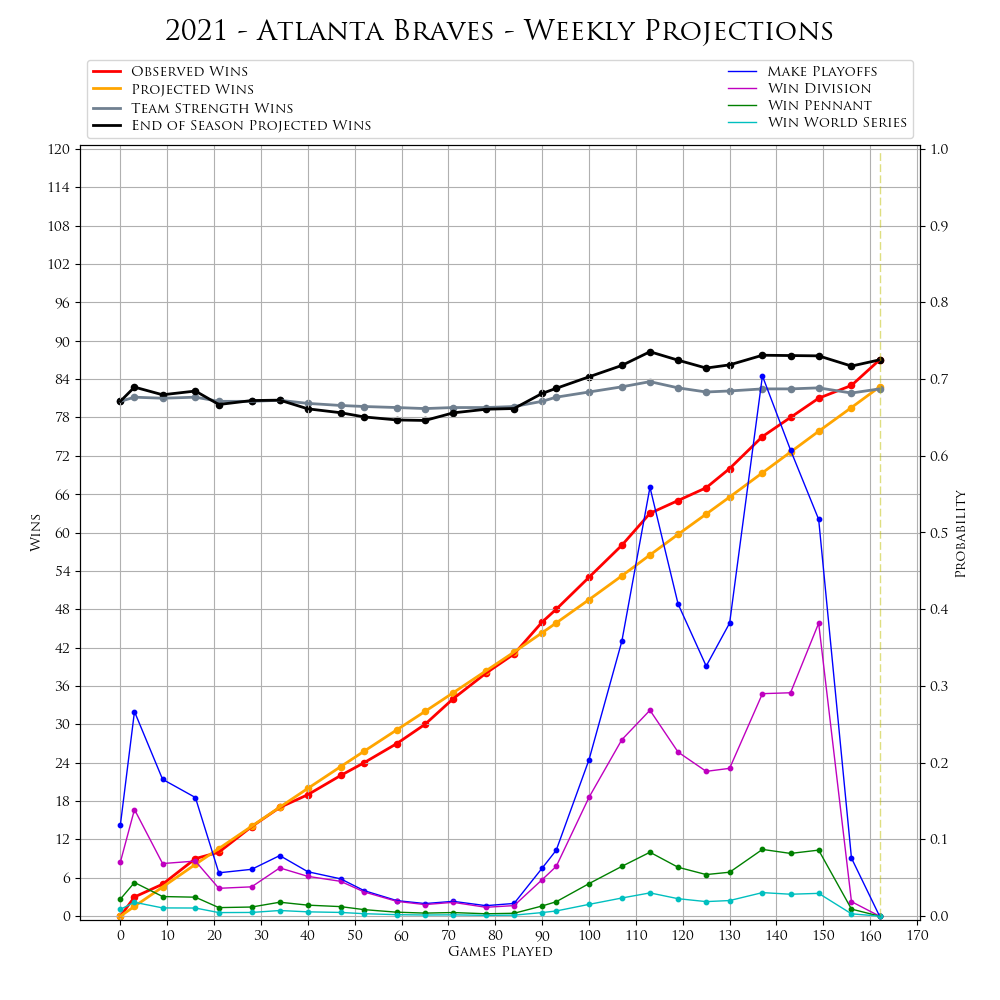 2021 - Atlanta Braves - Weekly Projections
Observed Wins
Projected Wins
Team Strength Wins
End of Season Projected Wins
Make Playoffs
Win Division
Win Pennant
Win World Series
120
114
108
102
96
90
84
78
72
66
60
54
48
42
36
30
24
18
12
6
0
Wins
1.0
0.9
0.8
0.7
0.6
0.5
0.4
0.3
0.2
0.1
0.0
Probability
0 10 20 30 40 50 60 70 80 90 100 110 120 130 140 150 160 170
Games Played